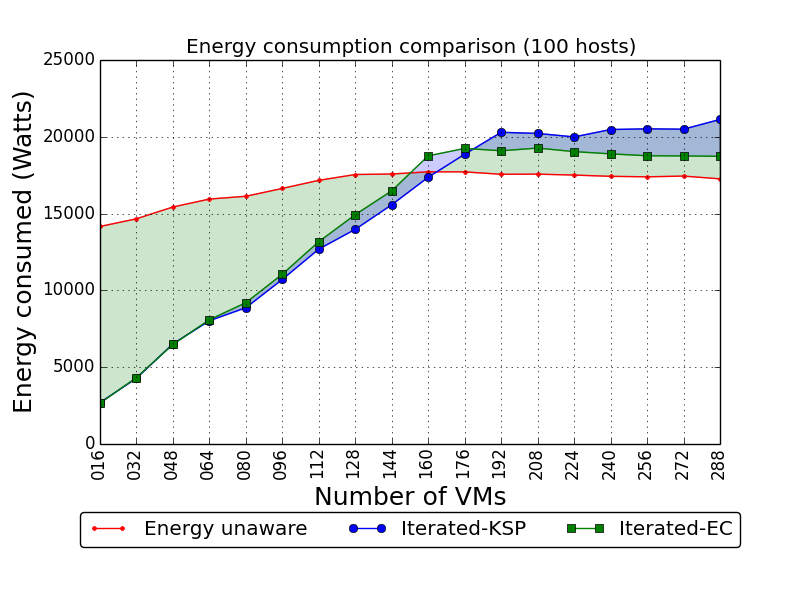 Energy consumption comparison (100 hosts)
25000
20000
15000
10000
5000
0
Energy consumed (Watts)
016 032 048 064 080 096 112 128 144 160 176 192 208 224 240 256 272 288
Number of VMs
Energy unaware Iterated-KSP Iterated-EC